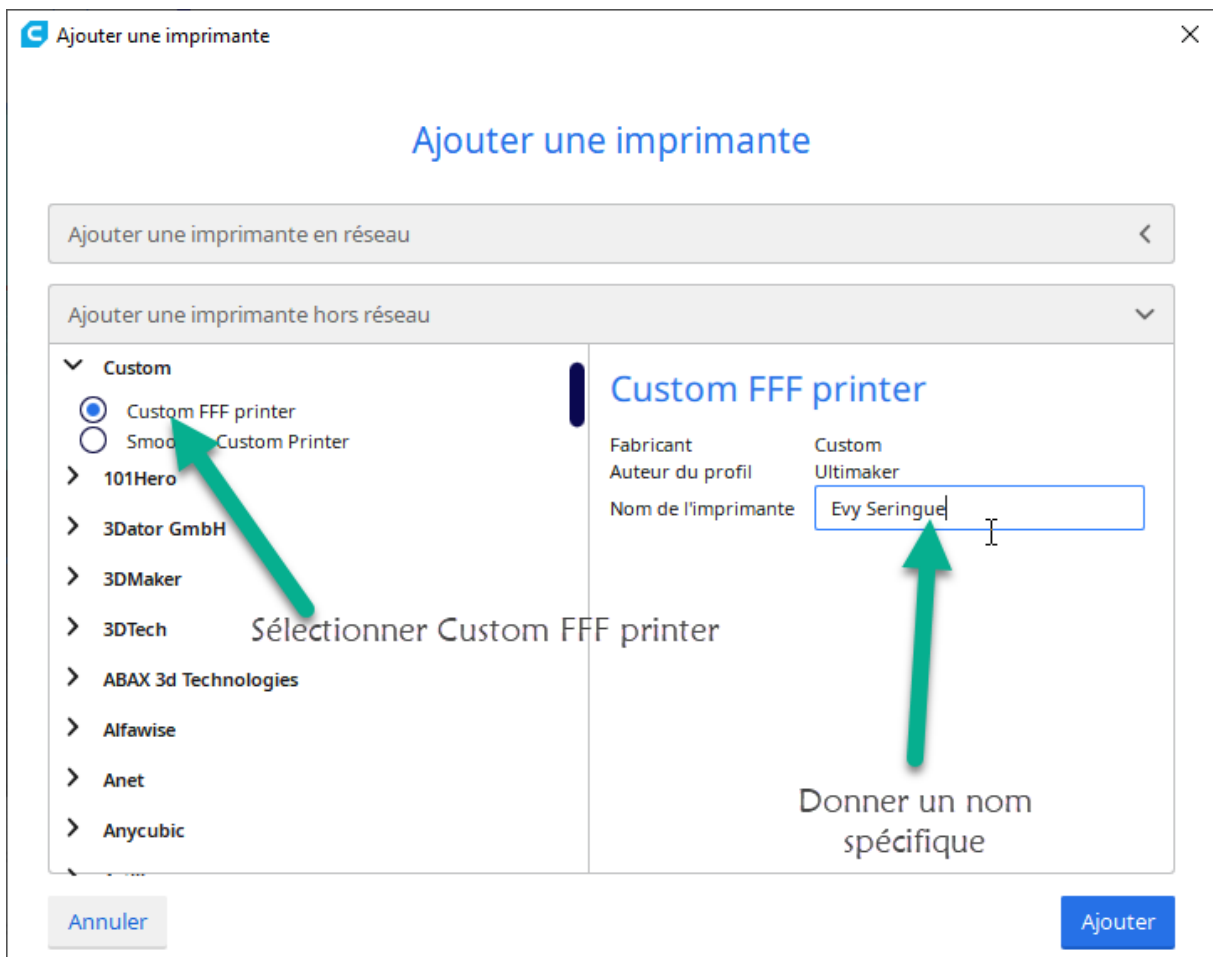 Ajouter une imprimante
Ajouter une imprimante
Ajouter une imprimante en réseau
Ajouter une imprimante hors réseau
Custom
Custom FFF printer
Custom Printer
101Hero
3Dator GmbH
3DMaker
3DTech
ABAX 3d Technologies
Alfawise
Anet
Anycubic
Custom FFF printer
Fabricant Custom
Auteur du profil Ultimaker
Nom de l'imprimante Evy Seringue
Sélectionner Custom FFF printer
Donner un nom
spécifique
Annuler
Ajouter